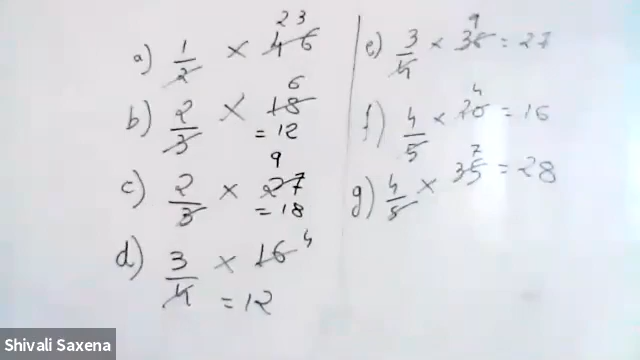 a) 1/2 × 46 23
b) 2/3 × 18 6
= 12
c) 2/3 × 27 9
= 18
d) 3/4 × 16 4
= 12
e) 3/4 × 36 9 = 27
f) 4/5 × 20 4 = 16
g) 4/5 × 35 7 = 28
Shivali Saxena